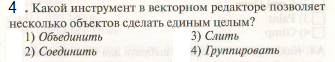 4 . Какой инструмент в векторном редакторе позволяет
несколько объектов сделать единым целым?
1) Объединить 3) Слить
2) Соединить 4) Группировать